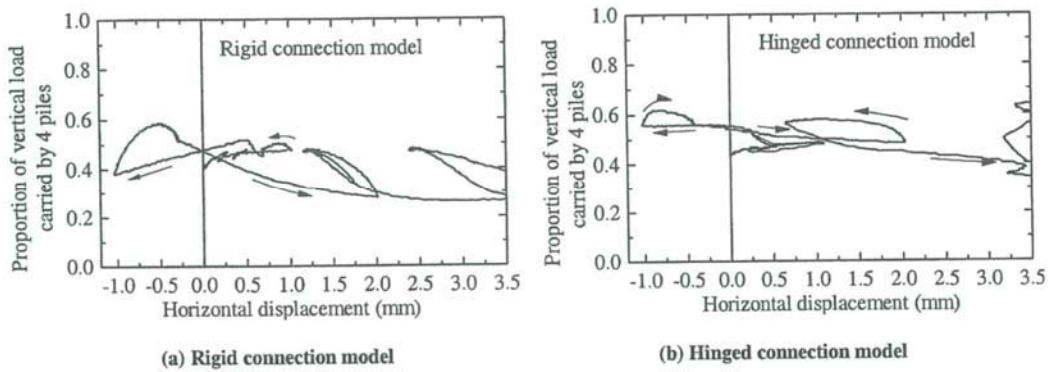 Proportion of vertical load
carried by 4 piles
1.0
0.8
0.6
0.4
0.2
0.0
Rigid connection model
-1.0 -0.5 0.0 0.5 1.0 1.5 2.0 2.5 3.0 3.5
Horizontal displacement (mm)
(a) Rigid connection model
Proportion of vertical load
carried by 4 piles
1.0
0.8
0.6
0.4
0.2
0.0
Hinged connection model
-1.0 -0.5 0.0 0.5 1.0 1.5 2.0 2.5 3.0 3.5
Horizontal displacement (mm)
(b) Hinged connection model